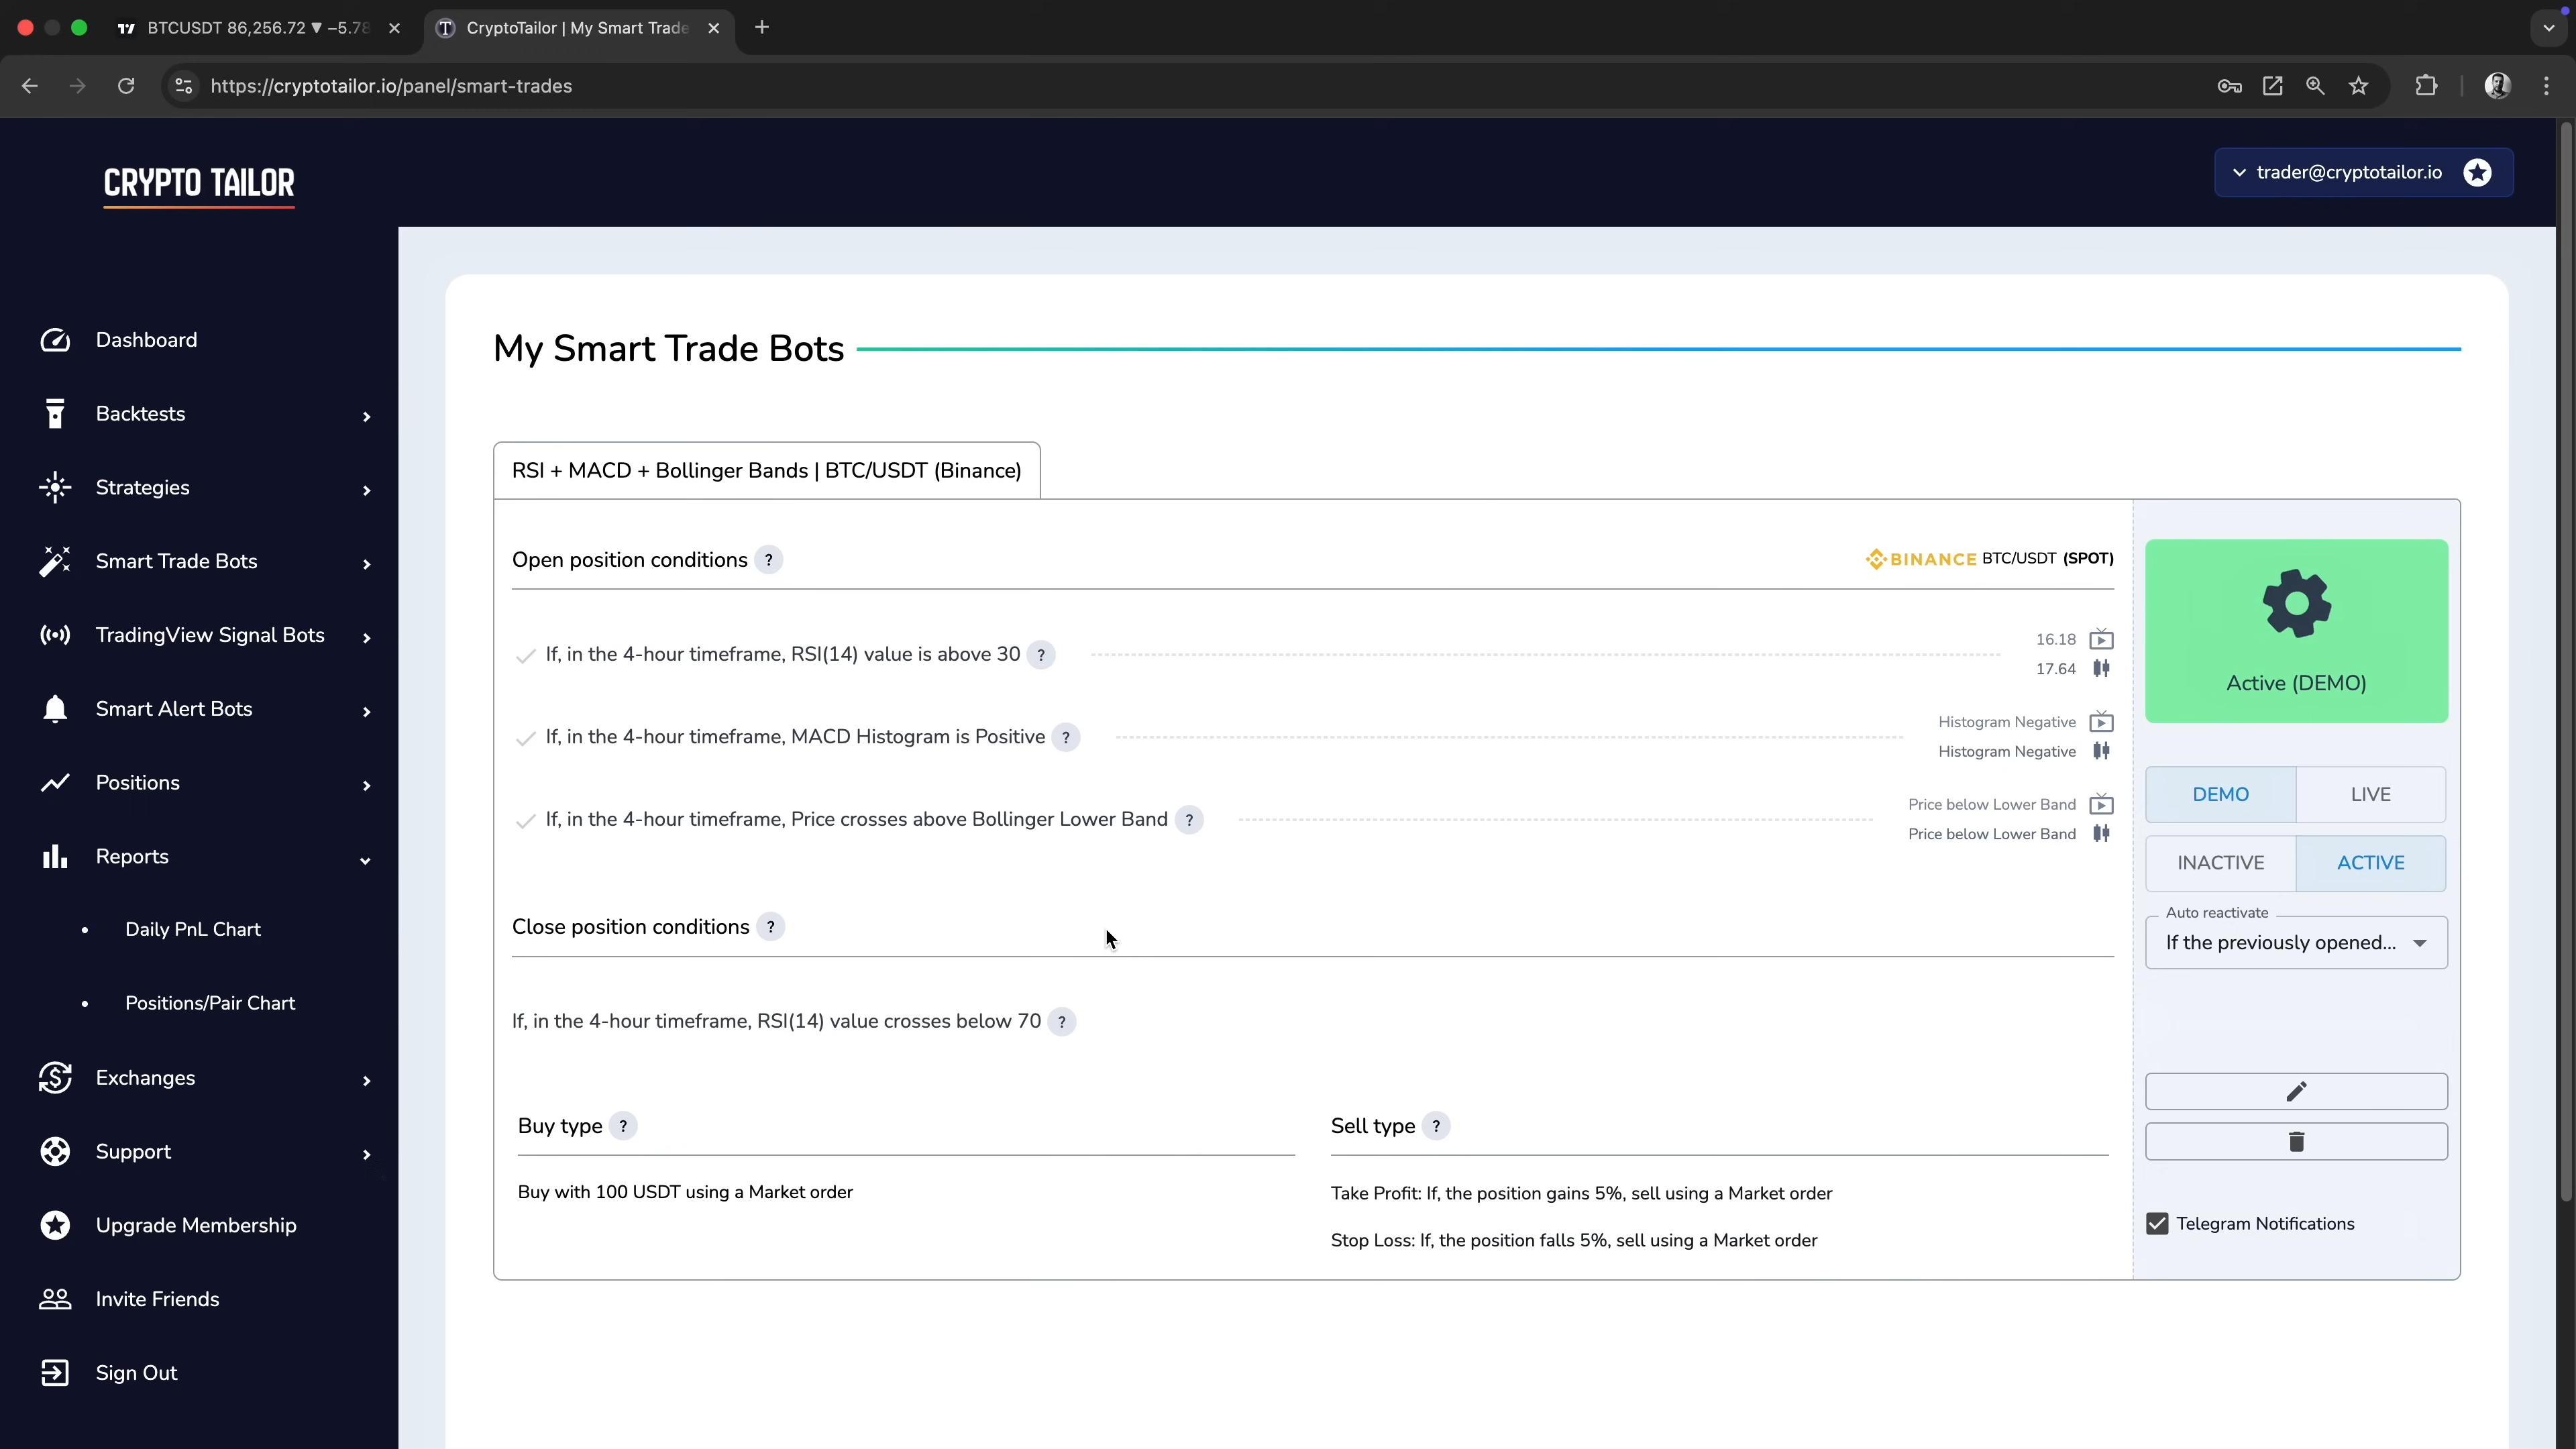 BTCUSDT 86,256.72 ▼ −5.78
CryptoTailor | My Smart Trade
https://cryptotailor.io/panel/smart-trades
CRYPTO TAILOR
trader@cryptotailor.io
Dashboard
Backtests
Strategies
Smart Trade Bots
TradingView Signal Bots
Smart Alert Bots
Positions
Reports
• Daily PnL Chart
• Positions/Pair Chart
Exchanges
Support
Upgrade Membership
Invite Friends
Sign Out
My Smart Trade Bots
RSI + MACD + Bollinger Bands | BTC/USDT (Binance)
Open position conditions ?
BINANCE BTC/USDT (SPOT)
If, in the 4-hour timeframe, RSI(14) value is above 30 ?
16.18
17.64
If, in the 4-hour timeframe, MACD Histogram is Positive ?
Histogram Negative
Histogram Negative
If, in the 4-hour timeframe, Price crosses above Bollinger Lower Band ?
Price below Lower Band
Price below Lower Band
Close position conditions ?
If, in the 4-hour timeframe, RSI(14) value crosses below 70 ?
Buy type ?
Buy with 100 USDT using a Market order
Sell type ?
Take Profit: If, the position gains 5%, sell using a Market order
Stop Loss: If, the position falls 5%, sell using a Market order
Active (DEMO)
DEMO LIVE
INACTIVE ACTIVE
Auto reactivate
If the previously opened...
Telegram Notifications